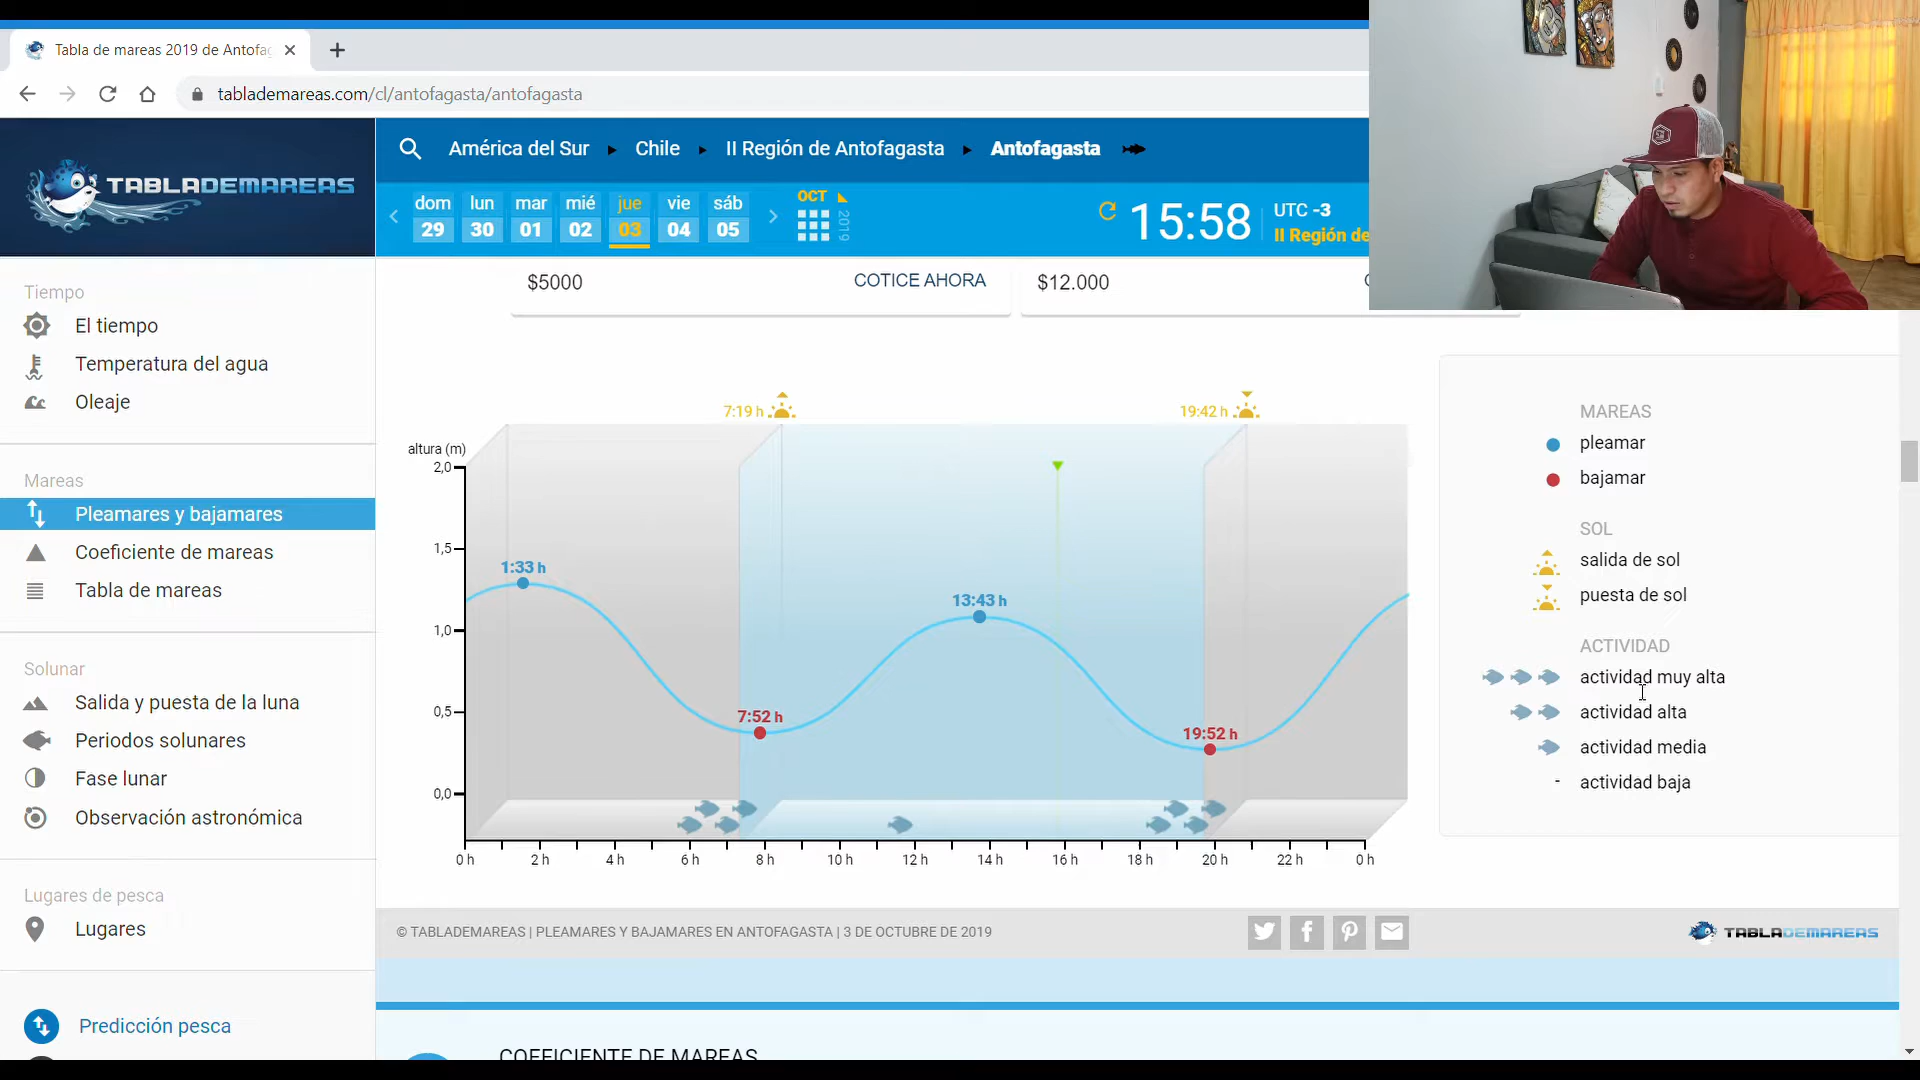 Tabla de mareas 2019 de Antofag
tablademareas.com/cl/antofagasta/antofagasta
TABLADEMAREAS
América del Sur ▸ Chile ▸ II Región de Antofagasta ▸ Antofagasta
dom lun mar mié jue vie sáb
29 30 01 02 03 04 05
OCT
2019
15:58
UTC -3
II Región de
$5000
COTICE AHORA
$12.000
Tiempo
El tiempo
Temperatura del agua
Oleaje
Mareas
Pleamares y bajamares
Coeficiente de mareas
Tabla de mareas
Solunar
Salida y puesta de la luna
Periodos solunares
Fase lunar
Observación astronómica
Lugares de pesca
Lugares
Predicción pesca
7:19 h
19:42 h
altura (m)
2,0
1,5
1,0
0,5
0,0
1:33 h
13:43 h
7:52 h
19:52 h
0 h 2 h 4 h 6 h 8 h 10 h 12 h 14 h 16 h 18 h 20 h 22 h 0 h
MAREAS
pleamar
bajamar
SOL
salida de sol
puesta de sol
ACTIVIDAD
actividad muy alta
actividad alta
actividad media
- actividad baja
© TABLADEMAREAS | PLEAMARES Y BAJAMARES EN ANTOFAGASTA | 3 DE OCTUBRE DE 2019
TABLADEMAREAS
COEFICIENTE DE MAREAS